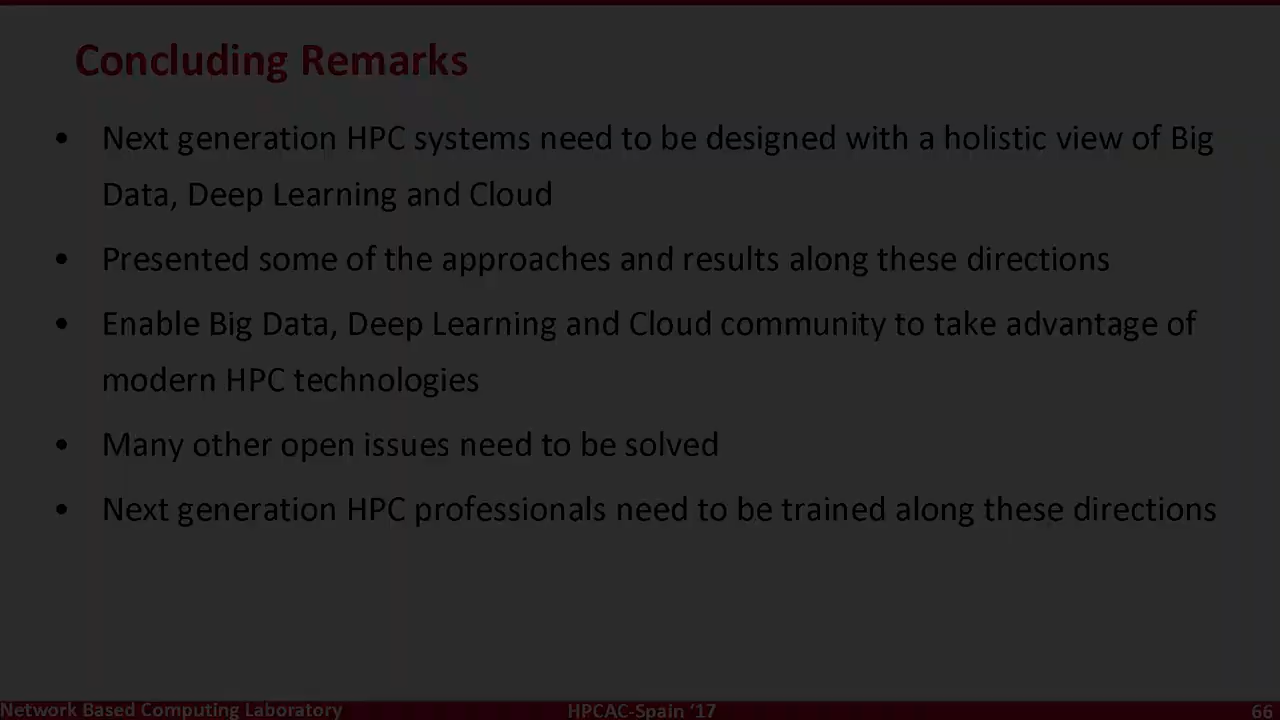 Concluding Remarks
• Next generation HPC systems need to be designed with a holistic view of Big
Data, Deep Learning and Cloud
• Presented some of the approaches and results along these directions
• Enable Big Data, Deep Learning and Cloud community to take advantage of
modern HPC technologies
• Many other open issues need to be solved
• Next generation HPC professionals need to be trained along these directions
Network Based Computing Laboratory
HPCAC-Spain ‘17
66